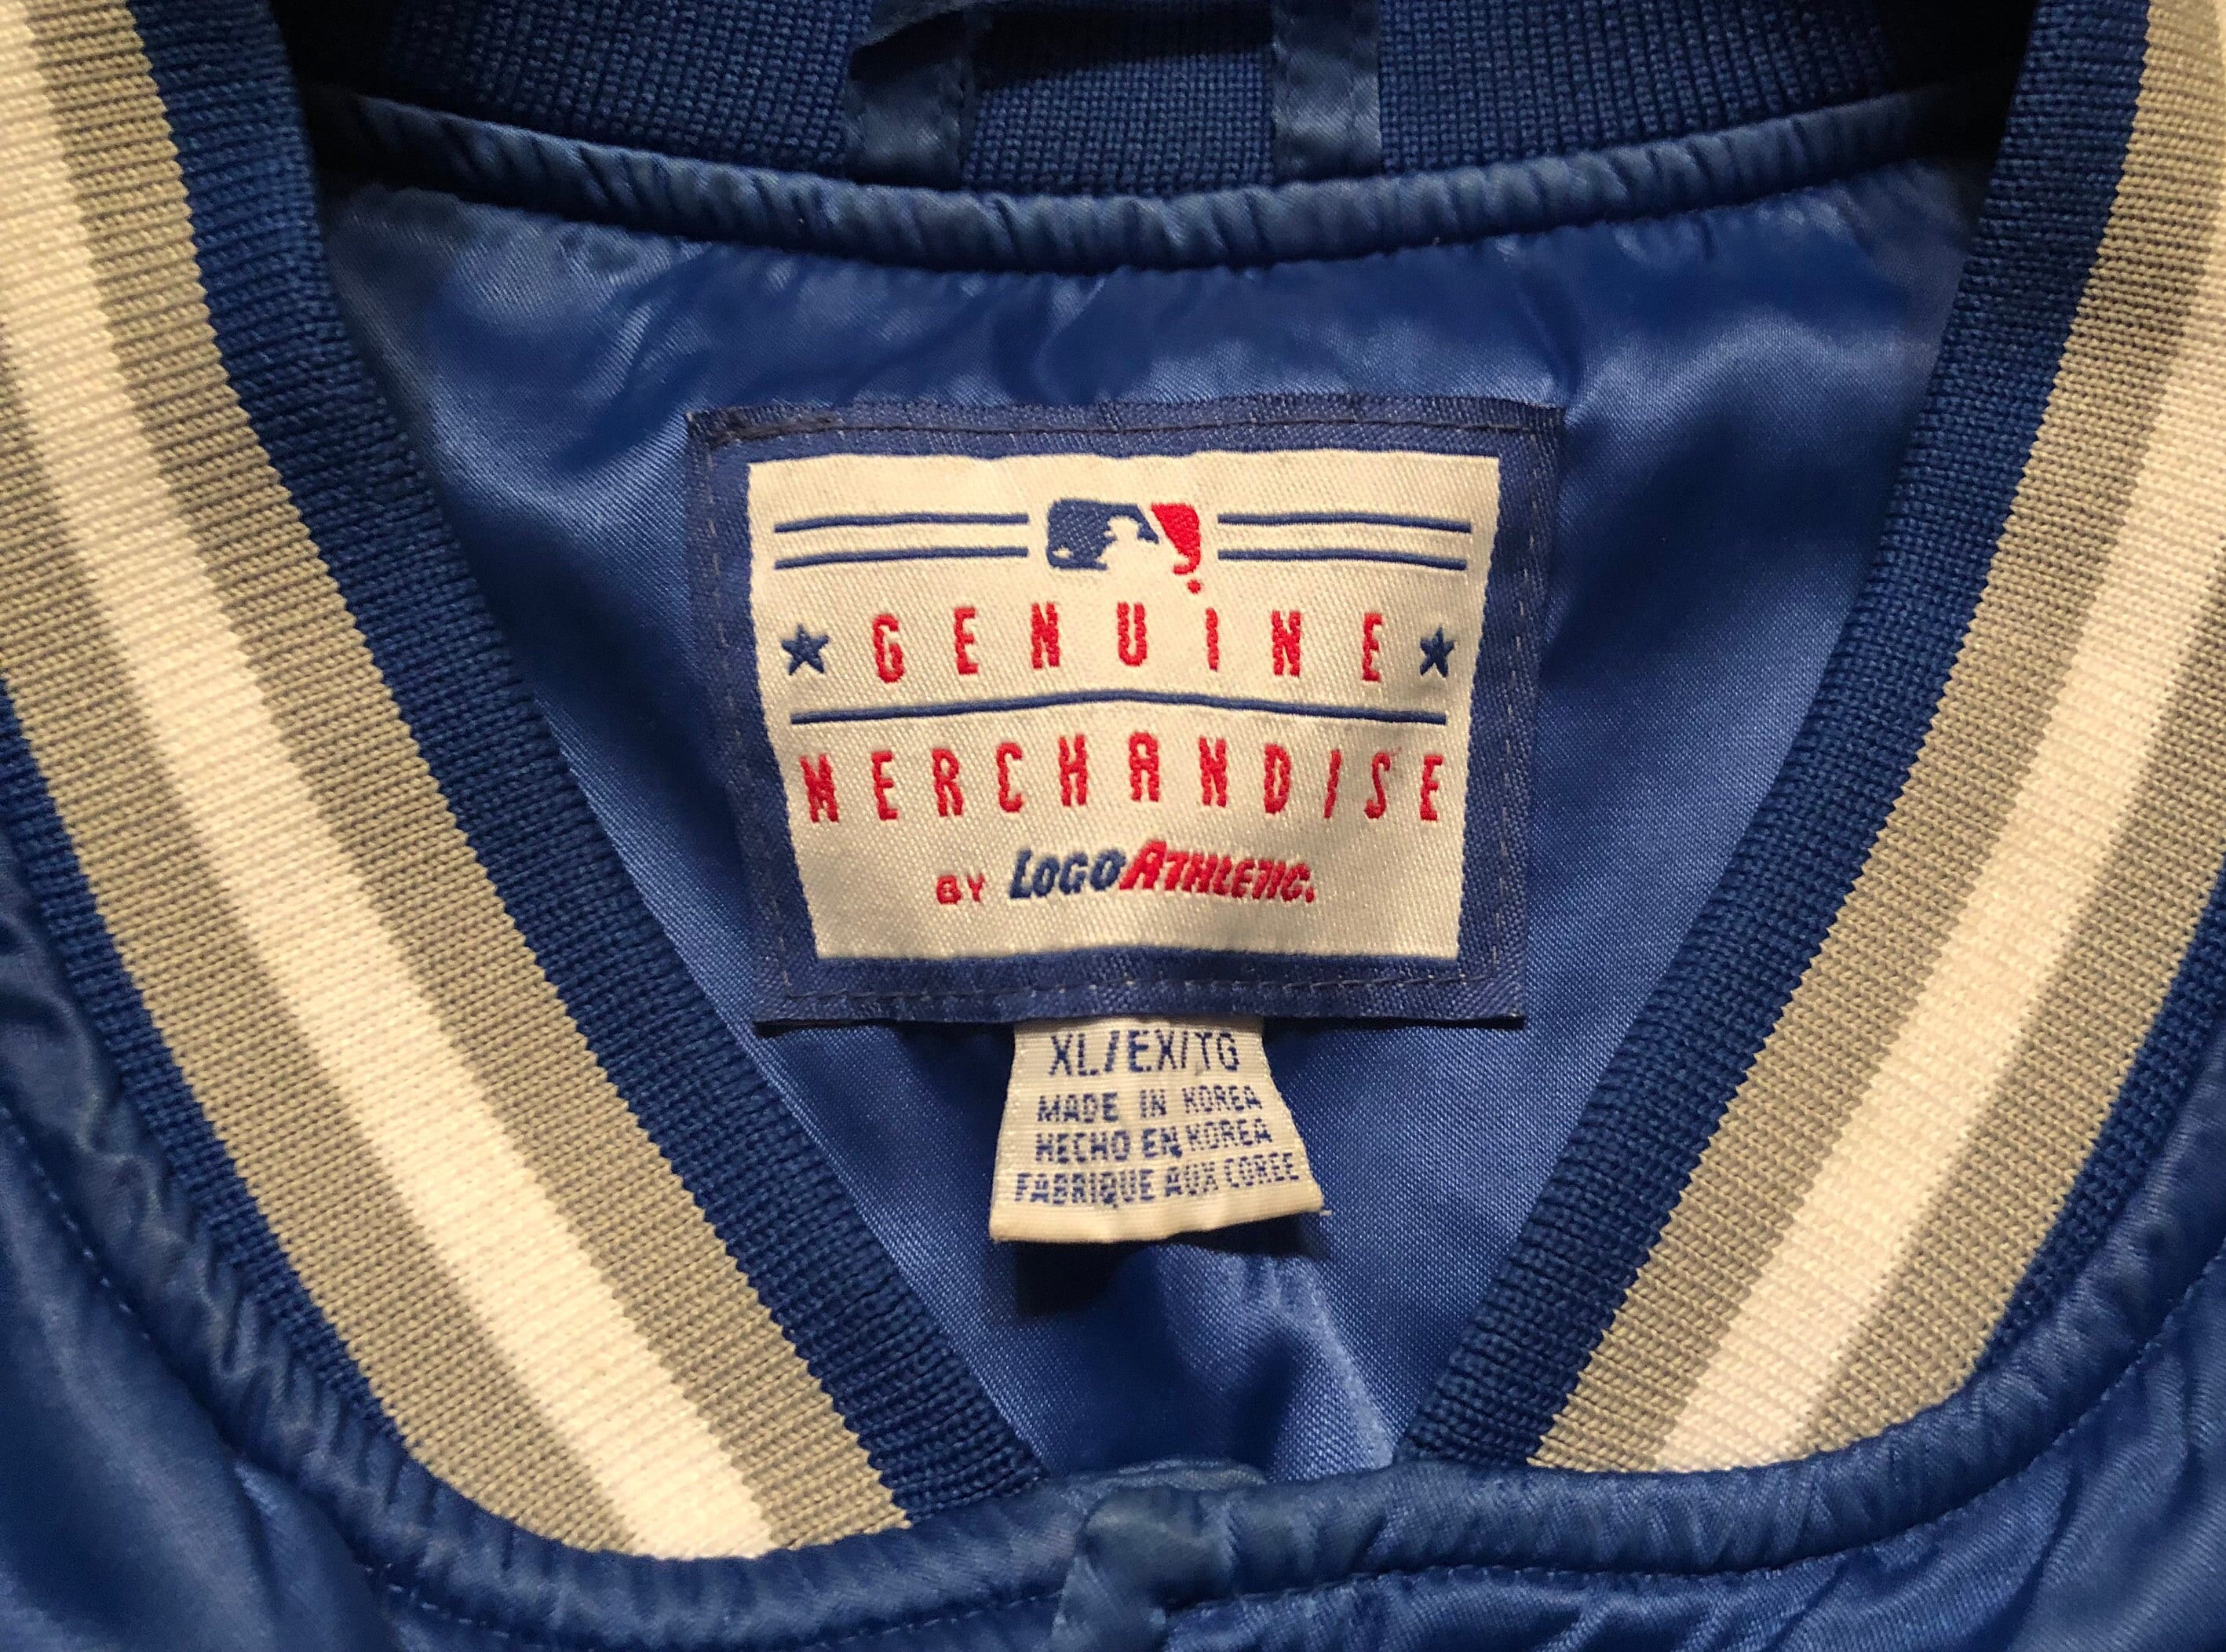 GENUINE
MERCHANDISE
BY LOGOATHLETIC.
XL/EX/TG
MADE IN KOREA
HECHO EN KOREA
FABRIQUE AUX COREE